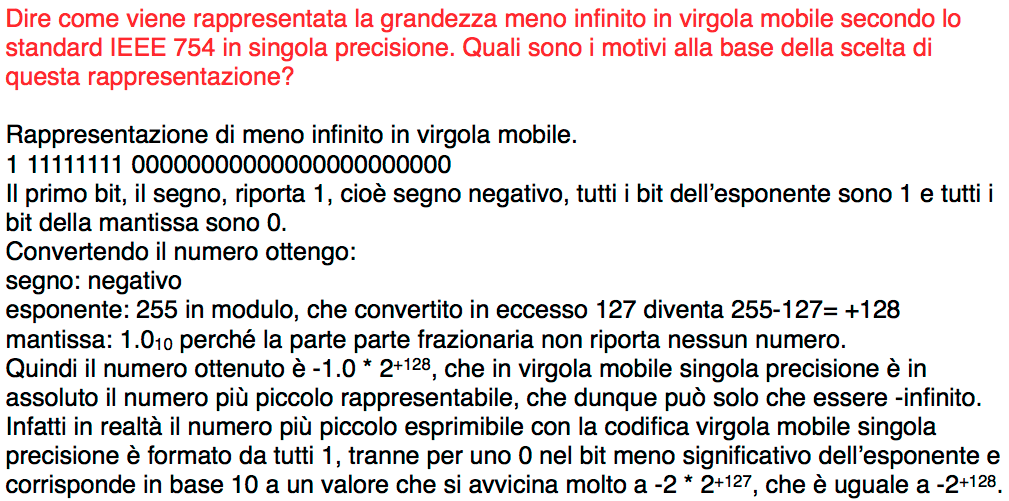 Dire come viene rappresentata la grandezza meno infinito in virgola mobile secondo lo
standard IEEE 754 in singola precisione. Quali sono i motivi alla base della scelta di
questa rappresentazione?
Rappresentazione di meno infinito in virgola mobile.
1 11111111 00000000000000000000000
Il primo bit, il segno, riporta 1, cioè segno negativo, tutti i bit dell’esponente sono 1 e tutti i
bit della mantissa sono 0.
Convertendo il numero ottengo:
segno: negativo
esponente: 255 in modulo, che convertito in eccesso 127 diventa 255-127= +128
mantissa: 1.0₁₀ perché la parte parte frazionaria non riporta nessun numero.
Quindi il numero ottenuto è -1.0 * 2⁺¹²⁸, che in virgola mobile singola precisione è in
assoluto il numero più piccolo rappresentabile, che dunque può solo che essere -infinito.
Infatti in realtà il numero più piccolo esprimibile con la codifica virgola mobile singola
precisione è formato da tutti 1, tranne per uno 0 nel bit meno significativo dell’esponente e
corrisponde in base 10 a un valore che si avvicina molto a -2 * 2⁺¹²⁷, che è uguale a -2⁺¹²⁸.